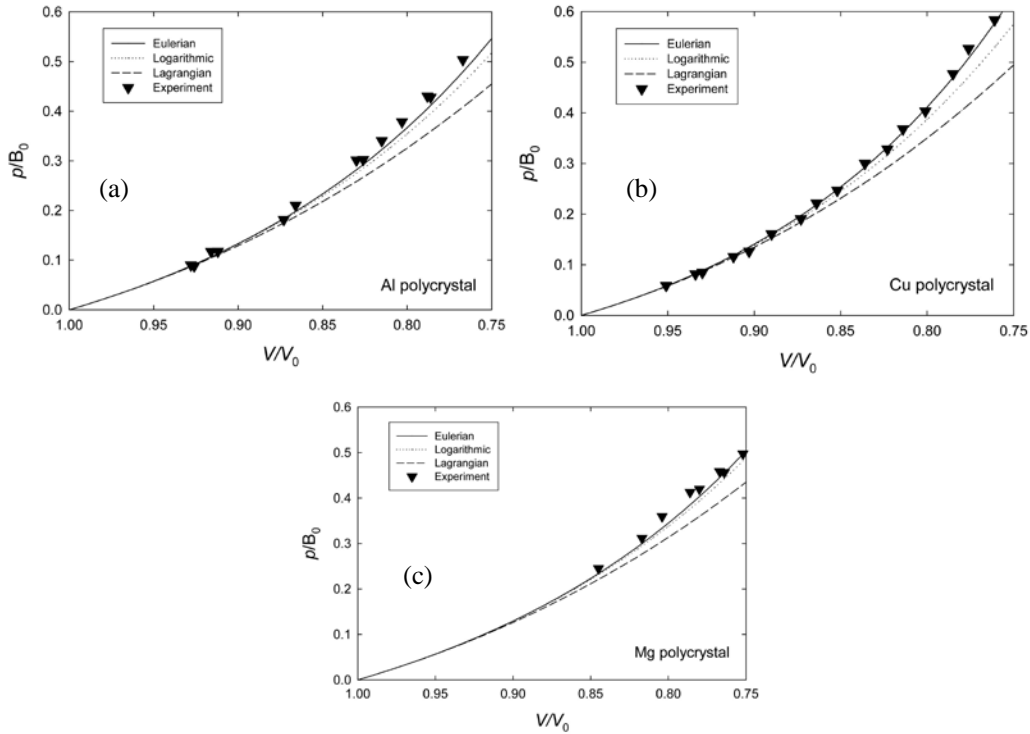 0.6
0.5
0.4
0.3
0.2
0.1
0.0
p/B₀
Eulerian
Logarithmic
Lagrangian
Experiment
(a)
Al polycrystal
1.00 0.95 0.90 0.85 0.80 0.75
V/V₀
0.6
0.5
0.4
0.3
0.2
0.1
0.0
p/B₀
Eulerian
Logarithmic
Lagrangian
Experiment
(b)
Cu polycrystal
1.00 0.95 0.90 0.85 0.80 0.75
V/V₀
0.6
0.5
0.4
0.3
0.2
0.1
0.0
p/B₀
Eulerian
Logarithmic
Lagrangian
Experiment
(c)
Mg polycrystal
1.00 0.95 0.90 0.85 0.80 0.75
V/V₀